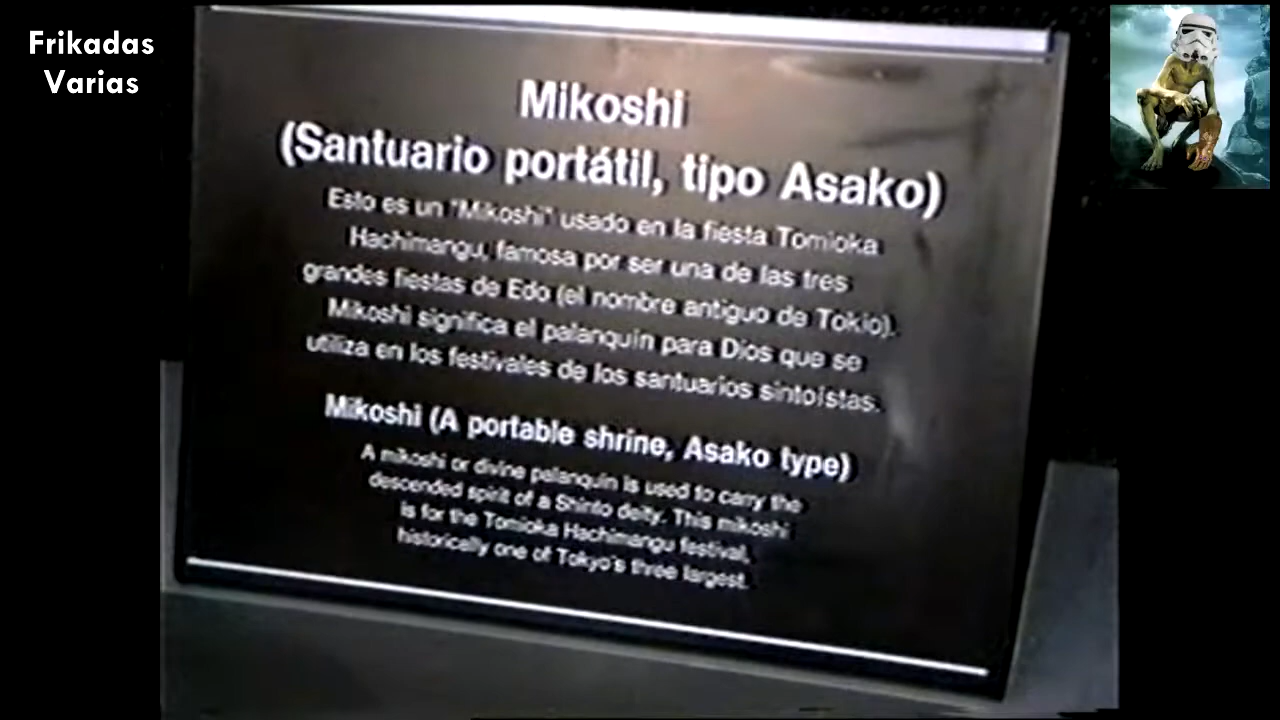 Frikadas
Varias
Mikoshi
(Santuario portátil, tipo Asako)
Esto es un "Mikoshi" usado en la fiesta Tomioka
Hachimangu, famosa por ser una de las tres
grandes fiestas de Edo (el nombre antiguo de Tokio).
Mikoshi significa el palanquín para Dios que se
utiliza en los festivales de los santuarios sintoístas.
Mikoshi (A portable shrine, Asako type)
A mikoshi or divine palanquin is used to carry the
descended spirit of a Shinto deity. This mikoshi
is for the Tomioka Hachimangu festival,
historically one of Tokyo's three largest.